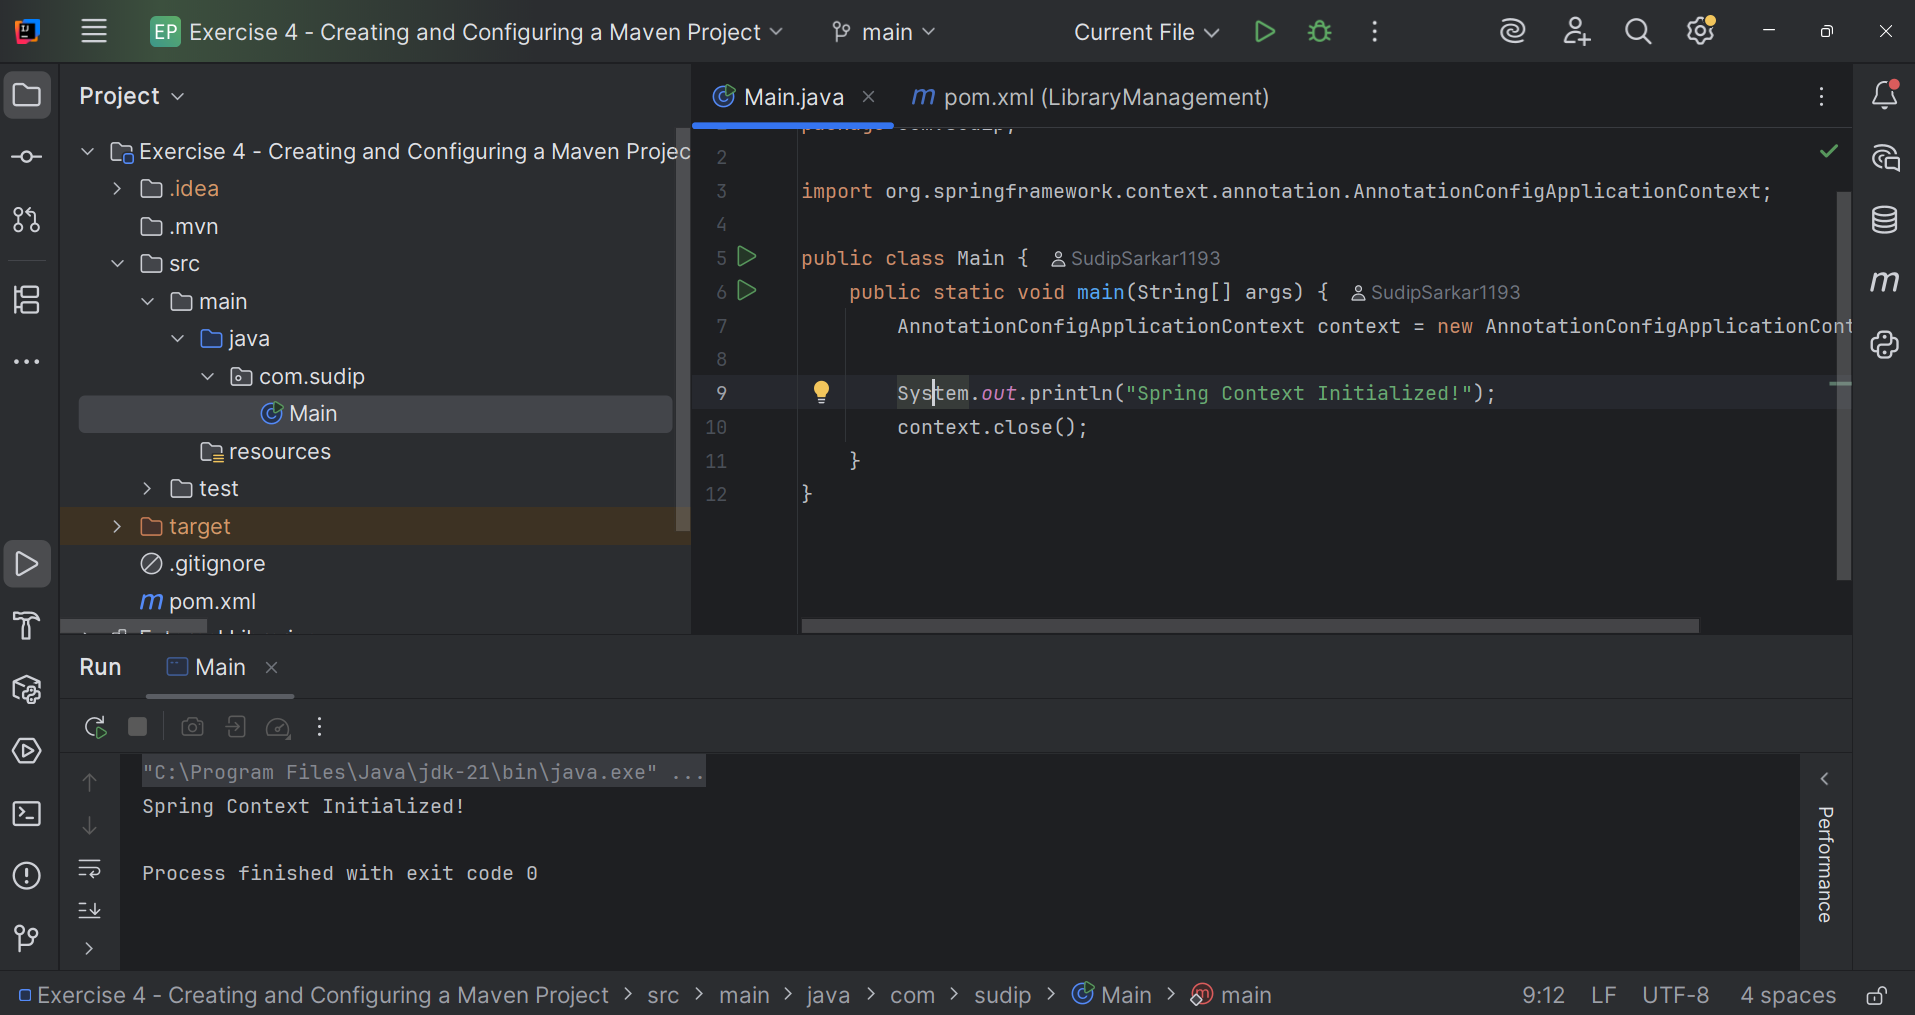 EP Exercise 4 - Creating and Configuring a Maven Project main Current File
Project
Exercise 4 - Creating and Configuring a Maven Projec
.idea
.mvn
src
main
java
com.sudip
Main
resources
test
target
.gitignore
m pom.xml
Main.java
m pom.xml (LibraryManagement)
2
3 import org.springframework.context.annotation.AnnotationConfigApplicationContext;
4
5 public class Main { SudipSarkar1193
6 public static void main(String[] args) { SudipSarkar1193
7 AnnotationConfigApplicationContext context = new AnnotationConfigApplicationCont
8
9 System.out.println("Spring Context Initialized!");
10 context.close();
11 }
12 }
m
Run Main
"C:\Program Files\Java\jdk-21\bin\java.exe" ...
Spring Context Initialized!
Process finished with exit code 0
Performance
Exercise 4 - Creating and Configuring a Maven Project > src > main > java > com > sudip > Main > m main 9:12 LF UTF-8 4 spaces